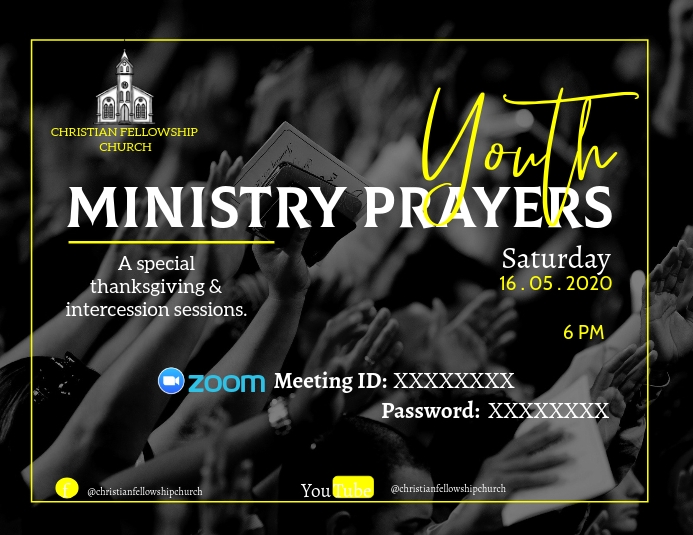 CHRISTIAN FELLOWSHIP
CHURCH
Youth
MINISTRY PRAYERS
A special
thanksgiving &
intercession sessions.
Saturday
16.05.2020
6 PM
zoom Meeting ID: XXXXXXXX
Password: XXXXXXXX
f @christianfellowshipchurch
YouTube @christianfellowshipchurch